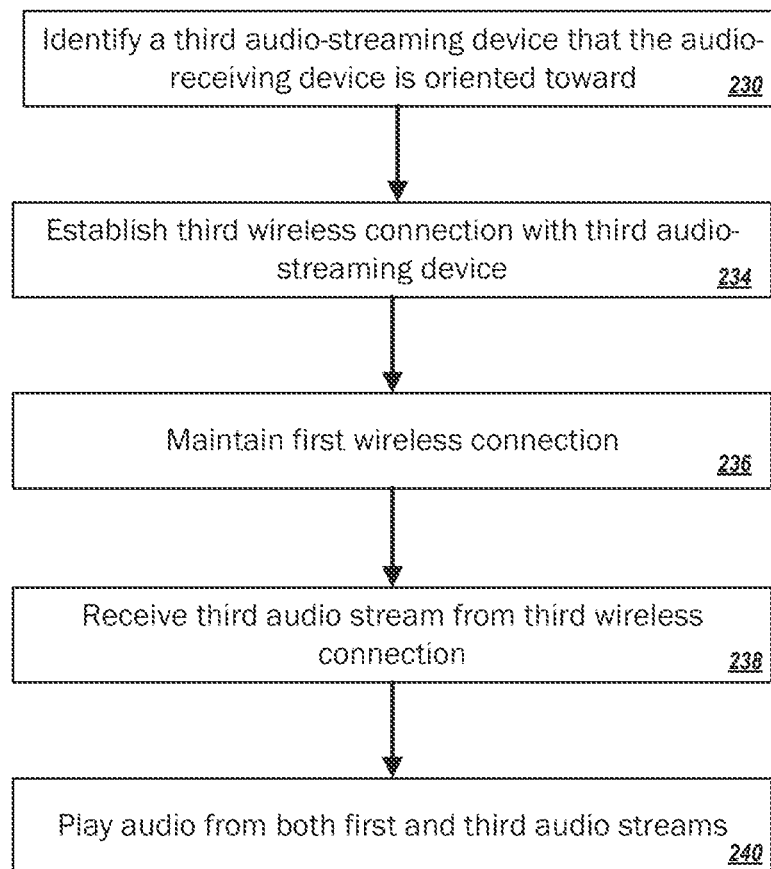 Identify a third audio-streaming device that the audio-
receiving device is oriented toward
230
Establish third wireless connection with third audio-
streaming device
234
Maintain first wireless connection
236
Receive third audio stream from third wireless
connection
238
Play audio from both first and third audio streams
240